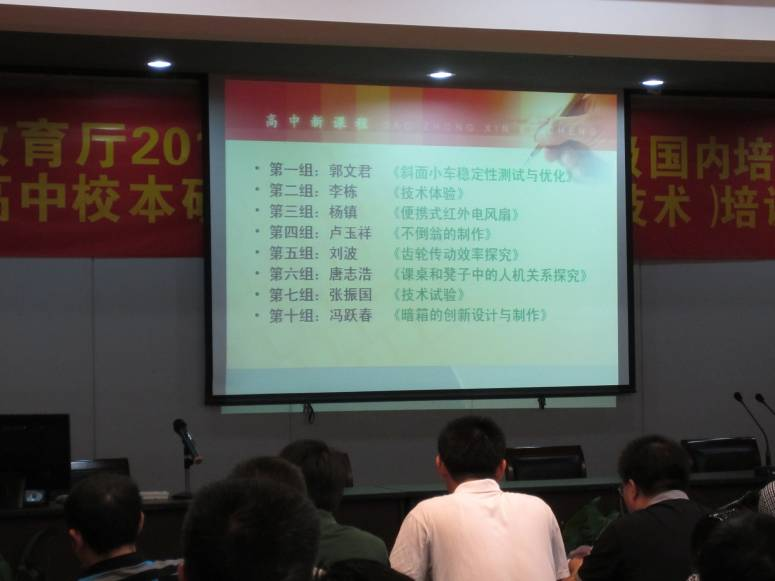 教育厅201
级国内培
高中校本研
技术）培训
高中新课程 GAO ZHONG XIN KE CHENG
• 第一组：郭文君 《斜面小车稳定性测试与优化》
• 第二组：李栋 《技术体验》
• 第三组：杨镇 《便携式红外电风扇》
• 第四组：卢玉祥 《不倒翁的制作》
• 第五组：刘波 《齿轮传动效率探究》
• 第六组：唐志浩 《课桌和凳子中的人机关系探究》
• 第七组：张振国 《技术试验》
• 第十组：冯跃春 《暗箱的创新设计与制作》